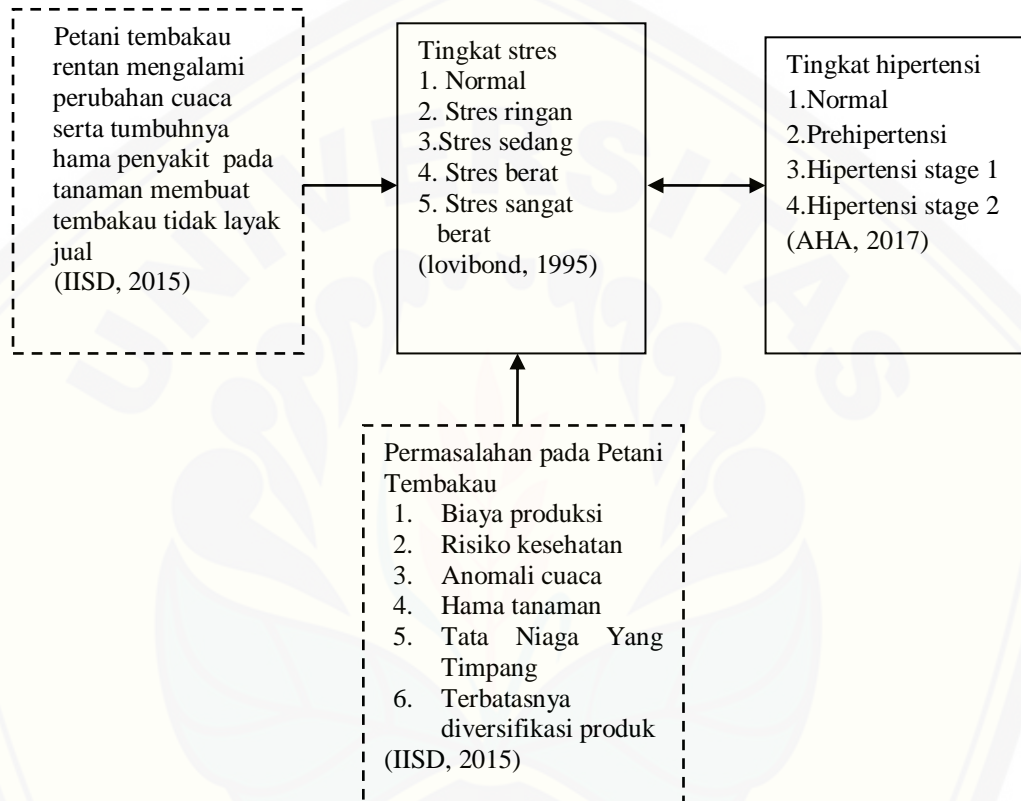 Petani tembakau
rentan mengalami
perubahan cuaca
serta tumbuhnya
hama penyakit pada
tanaman membuat
tembakau tidak layak
jual
(IISD, 2015)
Tingkat stres
1. Normal
2. Stres ringan
3.Stres sedang
4. Stres berat
5. Stres sangat
berat
(lovibond, 1995)
Tingkat hipertensi
1.Normal
2.Prehipertensi
3.Hipertensi stage 1
4.Hipertensi stage 2
(AHA, 2017)
Permasalahan pada Petani
Tembakau
1. Biaya produksi
2. Risiko kesehatan
3. Anomali cuaca
4. Hama tanaman
5. Tata Niaga Yang
Timpang
6. Terbatasnya
diversifikasi produk
(IISD, 2015)
UNIVERSITAS